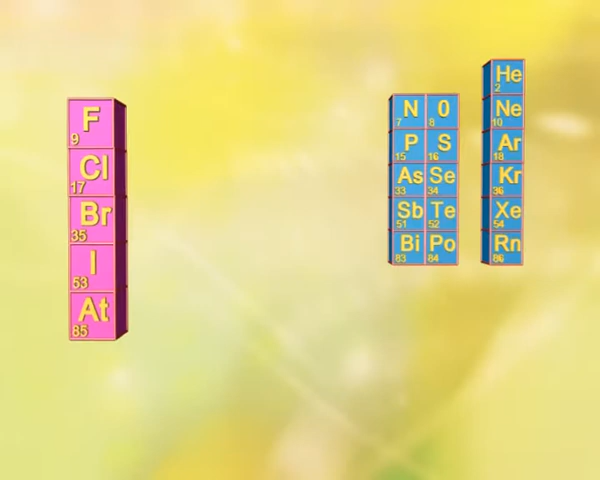 F
9
Cl
17
Br
35
I
53
At
85
N 0
7 8
P S
15 16
As Se
33 34
Sb Te
51 52
Bi Po
83 84
He
2
Ne
10
Ar
18
Kr
36
Xe
54
Rn
86